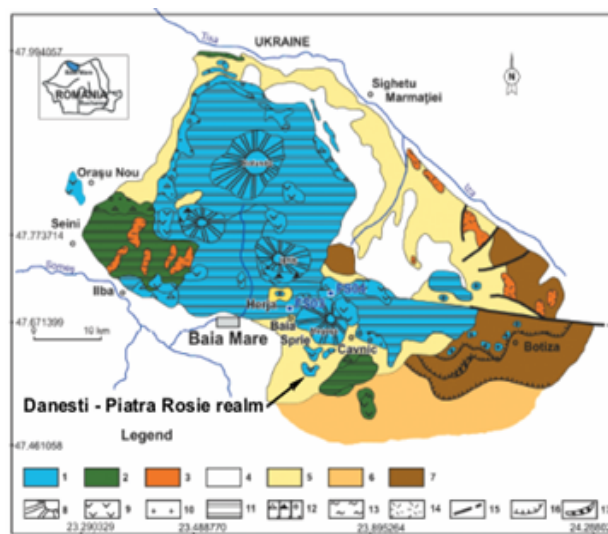 47.994057
Tisa
UKRAINE
N
Sighetu
Marmaţiei
ROMÂNIA
Oraşu Nou
Iza
47.773714
Seini
Someş
Ilba
Herja
47.671399
10 km
Baia Mare
Baia
Sprie
Cavnic
Botiza
Danesti - Piatra Rosie realm
47.461058
Legend
1 2 3 4 5 6 7
8 9 10 11 12 13 14 15 16 17
23.290329 23.488770 23.895264